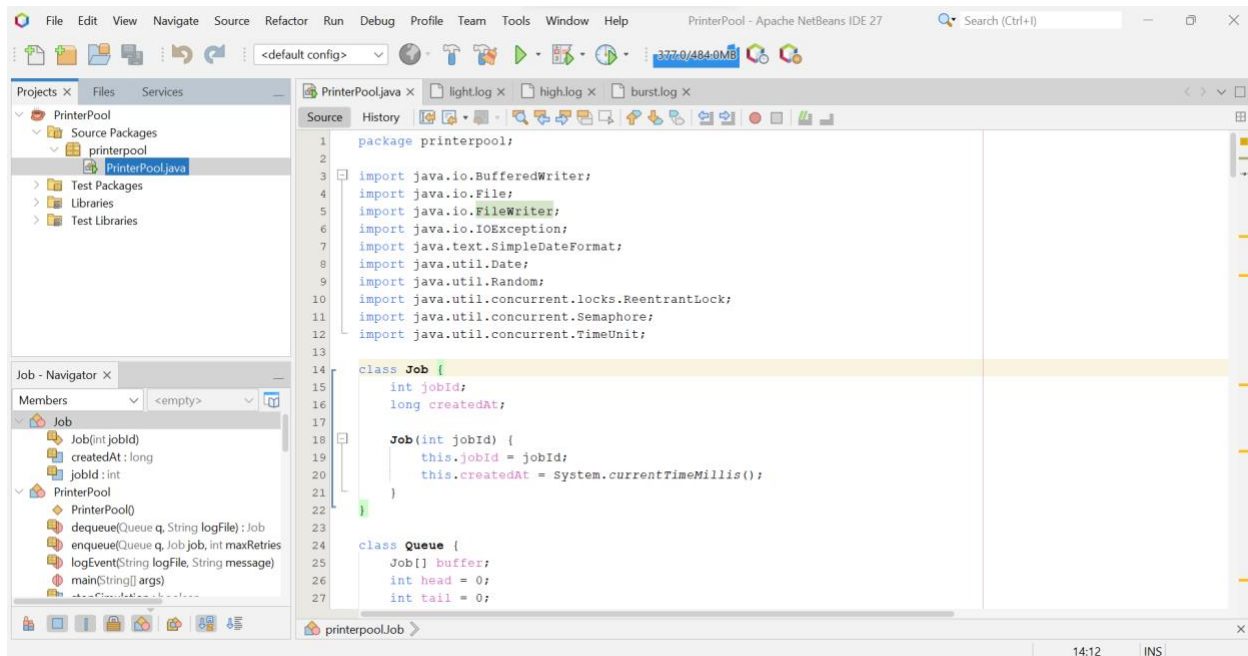 File Edit View Navigate Source Refactor Run Debug Profile Team Tools Window Help PrinterPool - Apache NetBeans IDE 27 Search (Ctrl+I)
<default config> 377.0/484.0MB
Projects Files Services
PrinterPool
Source Packages
printerpool
PrinterPool.java
Test Packages
Libraries
Test Libraries
Job - Navigator
Members <empty>
Job
Job(int jobId)
createdAt : long
jobId : int
PrinterPool
PrinterPool()
dequeue(Queue q, String logFile) : Job
enqueue(Queue q, Job job, int maxRetries
logEvent(String logFile, String message)
main(String[] args)
PrinterPool.java light.log high.log burst.log
Source History
1 package printerpool;
2
3 import java.io.BufferedWriter;
4 import java.io.File;
5 import java.io.FileWriter;
6 import java.io.IOException;
7 import java.text.SimpleDateFormat;
8 import java.util.Date;
9 import java.util.Random;
10 import java.util.concurrent.locks.ReentrantLock;
11 import java.util.concurrent.Semaphore;
12 import java.util.concurrent.TimeUnit;
13
14 class Job {
15 int jobId;
16 long createdAt;
17
18 Job(int jobId) {
19 this.jobId = jobId;
20 this.createdAt = System.currentTimeMillis();
21 }
22 }
23
24 class Queue {
25 Job[] buffer;
26 int head = 0;
27 int tail = 0;
printerpool.Job
14:12 INS